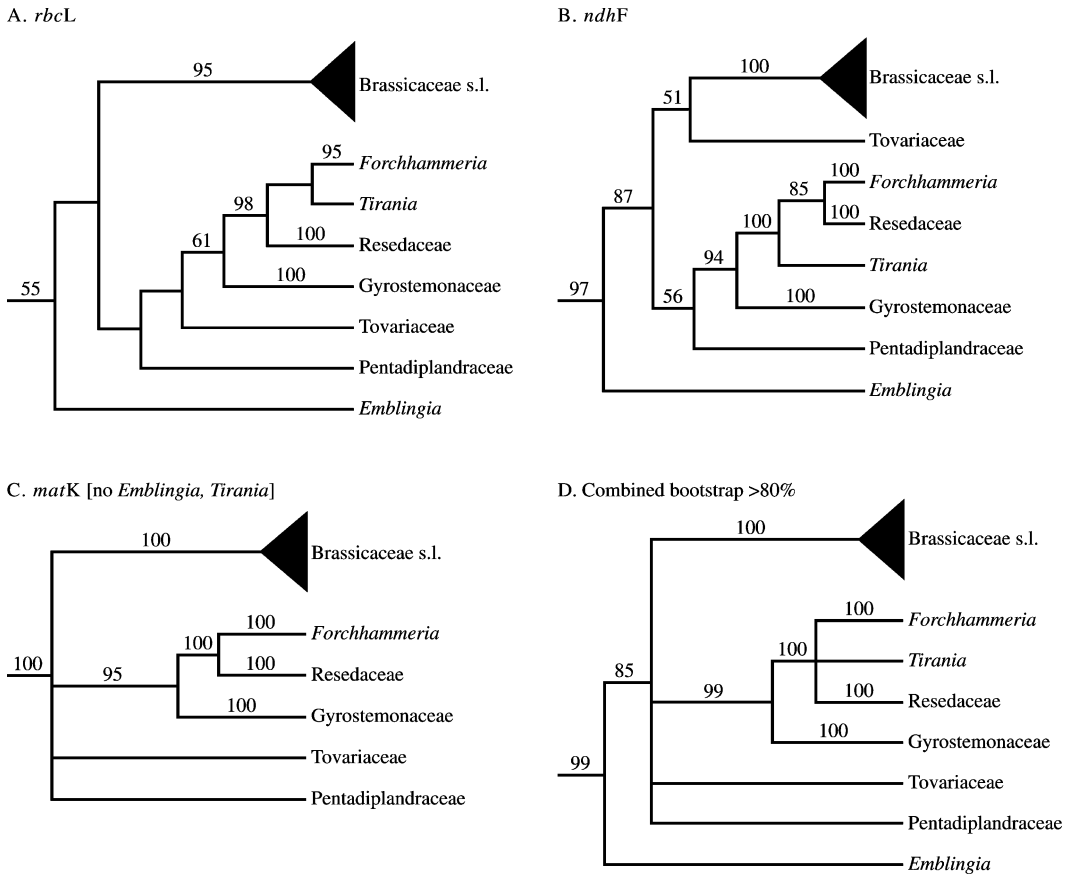 A. rbcL
95
Brassicaceae s.l.
95
Forchhammeria
98
Tirania
61
100
Resedaceae
55
100
Gyrostemonaceae
Tovariaceae
Pentadiplandraceae
Emblingia
B. ndhF
100
Brassicaceae s.l.
51
Tovariaceae
100
Forchhammeria
85
87
100
100
Resedaceae
94
Tirania
97
56
100
Gyrostemonaceae
Pentadiplandraceae
Emblingia
C. matK [no Emblingia, Tirania]
100
Brassicaceae s.l.
100
Forchhammeria
100
100
95
100
Resedaceae
100
Gyrostemonaceae
Tovariaceae
Pentadiplandraceae
D. Combined bootstrap >80%
100
Brassicaceae s.l.
100
Forchhammeria
100
Tirania
85
99
100
Resedaceae
100
Gyrostemonaceae
99
Tovariaceae
Pentadiplandraceae
Emblingia